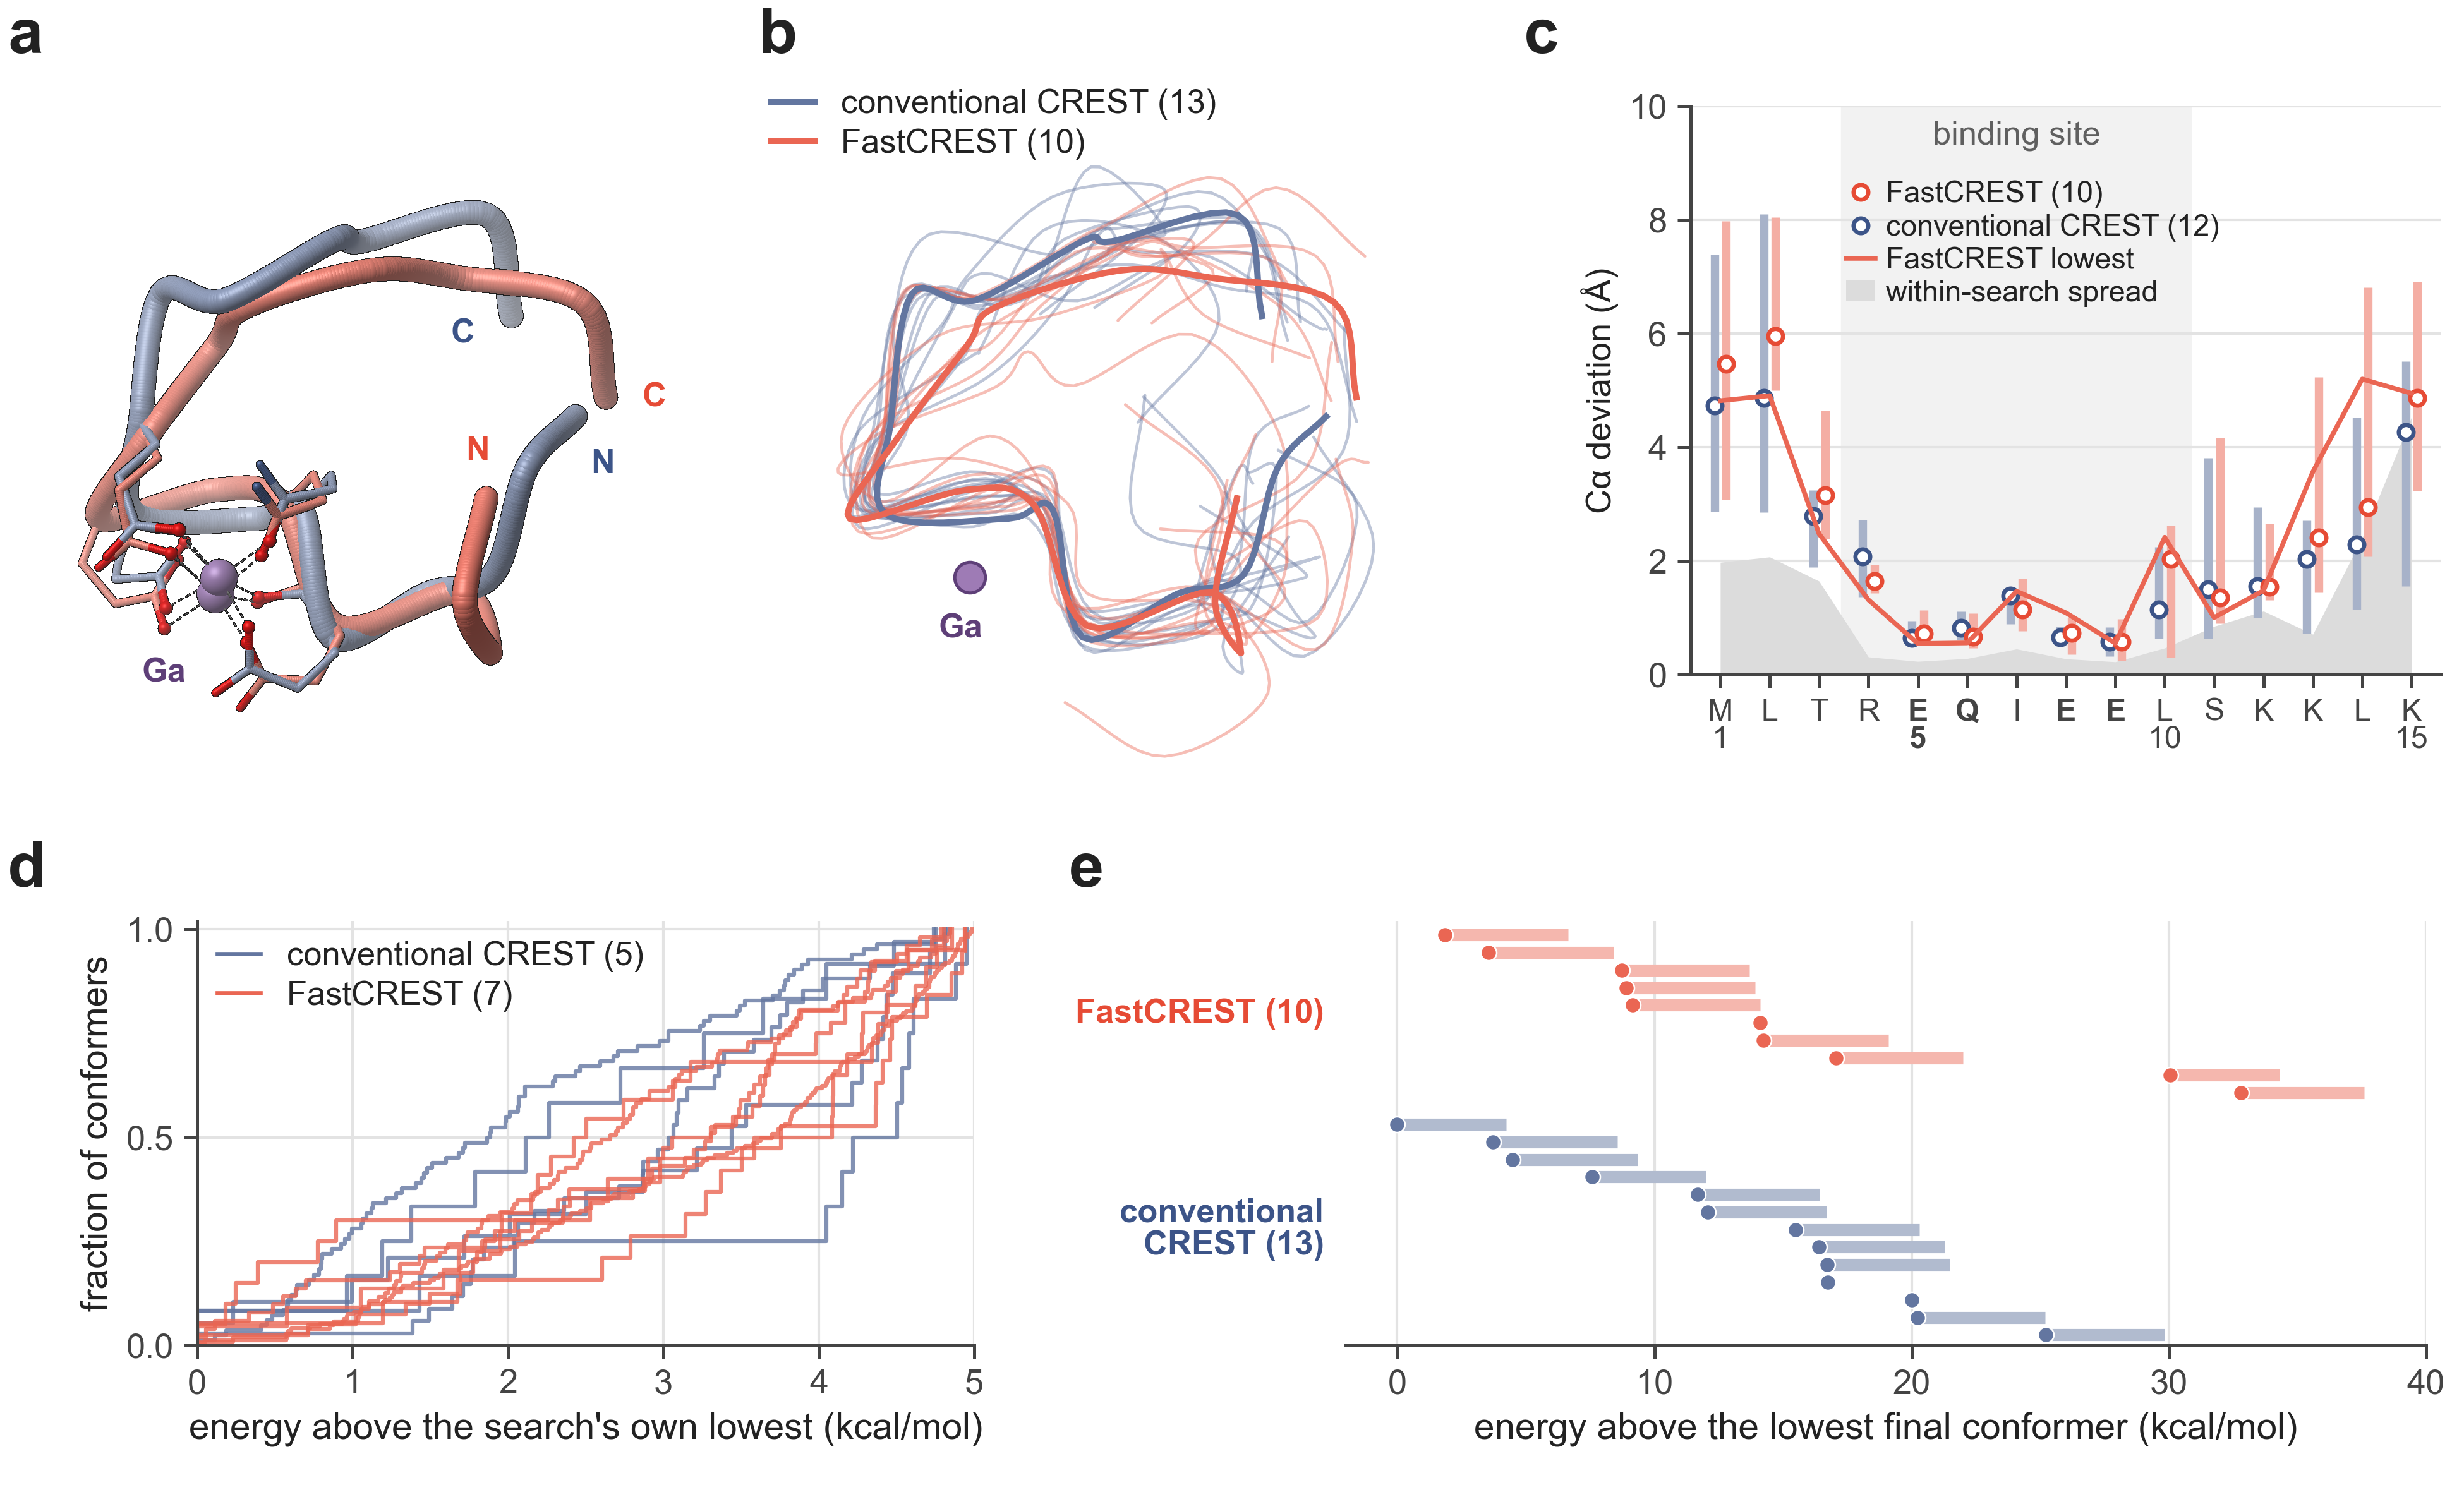 a
C
C
N
N
Ga
b
conventional CREST (13)
FastCREST (10)
Ga
c
10
8
6
4
2
0
Cα deviation (Å)
binding site
FastCREST (10)
conventional CREST (12)
FastCREST lowest
within-search spread
M L T R E Q I E E L S K K L K
1 5 10 15
d
1.0
0.5
0.0
fraction of conformers
conventional CREST (5)
FastCREST (7)
0 1 2 3 4 5
energy above the search's own lowest (kcal/mol)
e
FastCREST (10)
conventional
CREST (13)
0 10 20 30 40
energy above the lowest final conformer (kcal/mol)